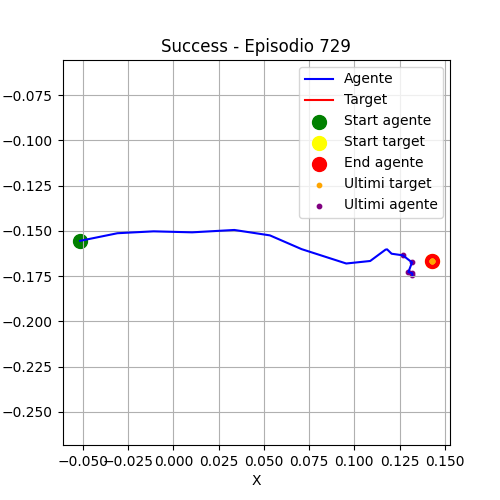 Success - Episodio 729
Agente
Target
Start agente
Start target
End agente
Ultimi target
Ultimi agente
−0.075
−0.100
−0.125
−0.150
−0.175
−0.200
−0.225
−0.250
−0.050 −0.025 0.000 0.025 0.050 0.075 0.100 0.125 0.150
X